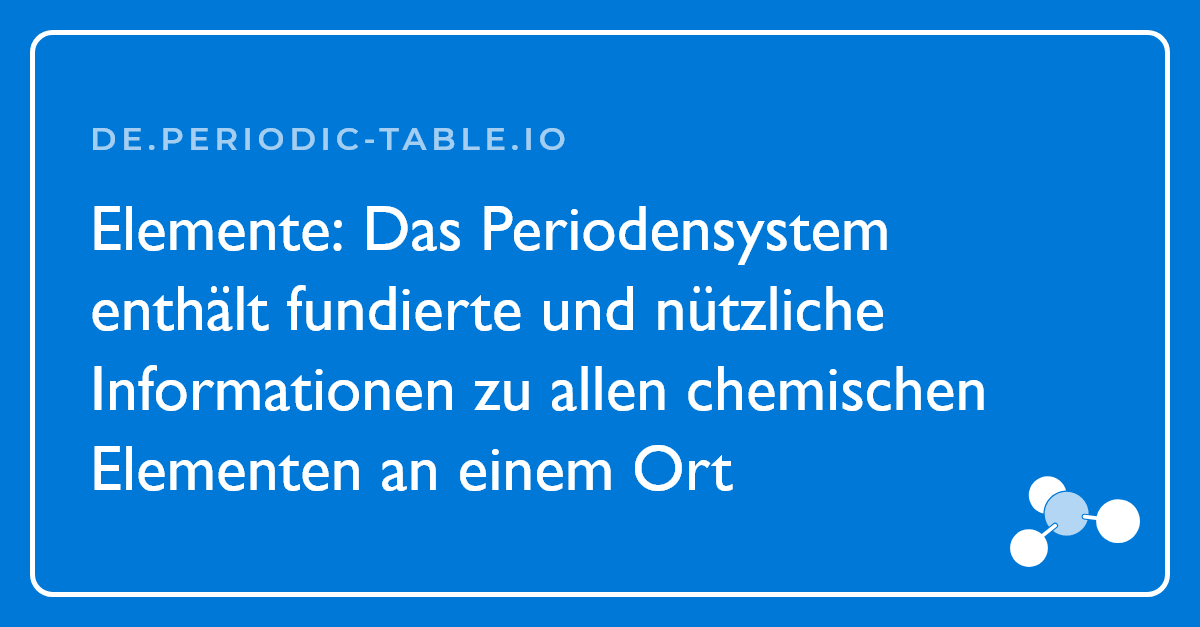 DE.PERIODIC-TABLE.IO
Elemente: Das Periodensystem
enthält fundierte und nützliche
Informationen zu allen chemischen
Elementen an einem Ort